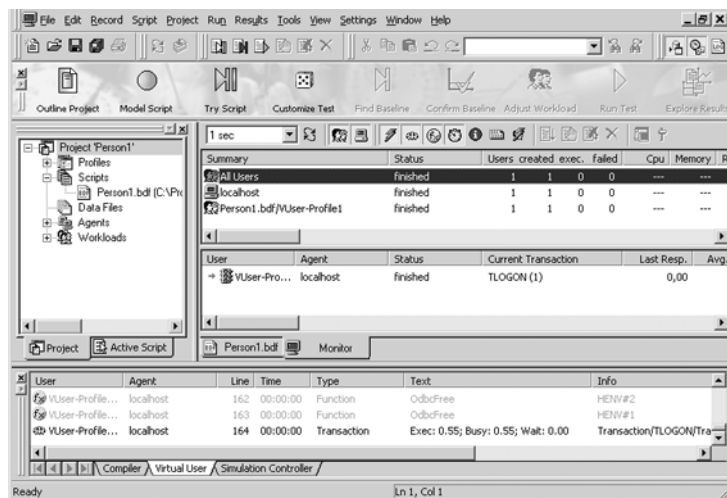 File Edit Record Script Project Run Results Tools View Settings Window Help
Outline Project Model Script Try Script Customize Test Find Baseline Confirm Baseline Adjust Workload Run Test Explore Results
Project 'Person1'
Profiles
Scripts
Person1.bdf (C:\Pro
Data Files
Agents
Workloads
Project Active Script
1 sec
Summary Status Users created exec. failed Cpu Memory R
All Users finished 1 1 0 0 --- ---
localhost finished 1 1 0 0 --- ---
Person1.bdf/VUser-Profile1 finished 1 1 0 0 --- ---
User Agent Status Current Transaction Last Resp. Avg.
VUser-Pro... localhost finished TLOGON (1) 0,00
Person1.bdf Monitor
User Agent Line Time Type Text Info
VUser-Profile... localhost 162 00:00:00 Function OdbcFree HENV#2
VUser-Profile... localhost 163 00:00:00 Function OdbcFree HENV#1
VUser-Profile... localhost 164 00:00:00 Transaction Exec: 0.55; Busy: 0.55; Wait: 0.00 Transaction/TLOGON/Tra
Compiler Virtual User Simulation Controller
Ready Ln 1, Col 1